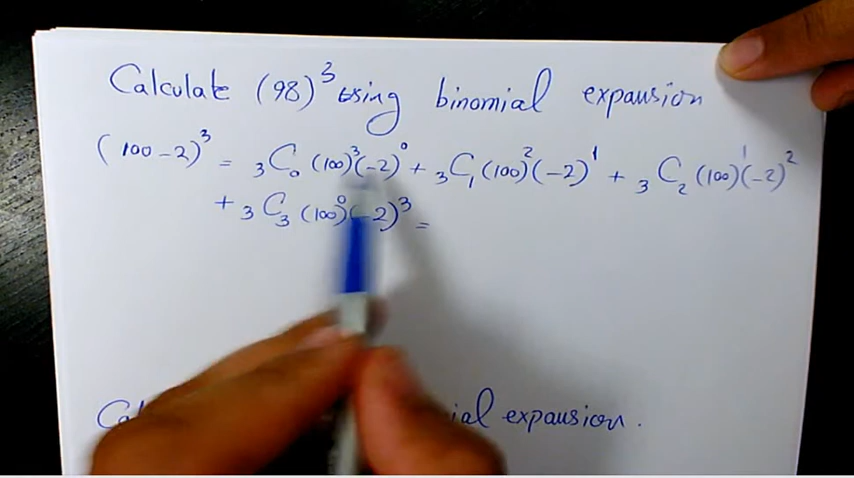 Calculate (98)³ using binomial expansion
(100-2)³ = ₃C₀ (100)³(-2)⁰ + ₃C₁ (100)²(-2)¹ + ₃C₂ (100)¹(-2)²
+ ₃C₃ (100)⁰(-2)³ =
expansion.